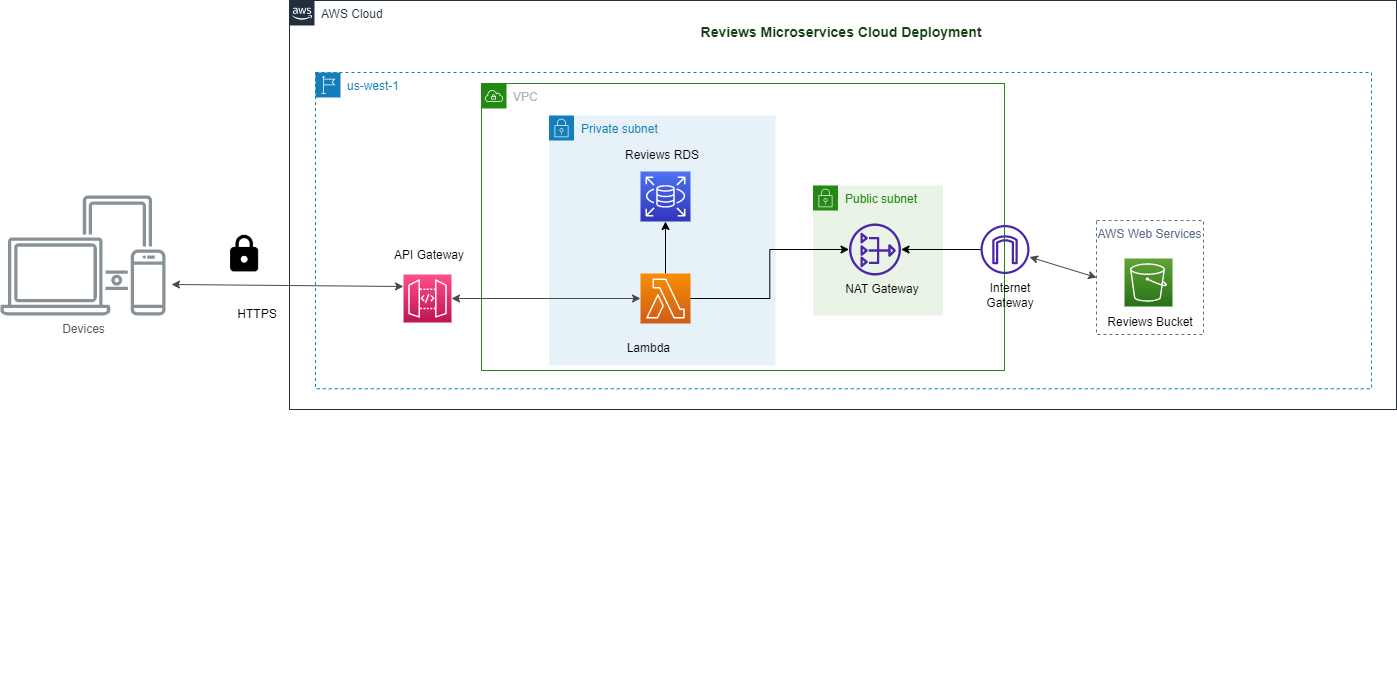 aws
AWS Cloud
Reviews Microservices Cloud Deployment
us-west-1
VPC
Private subnet
Reviews RDS
Public subnet
API Gateway
AWS Web Services
NAT Gateway
Internet
Gateway
HTTPS
Reviews Bucket
Devices
Lambda